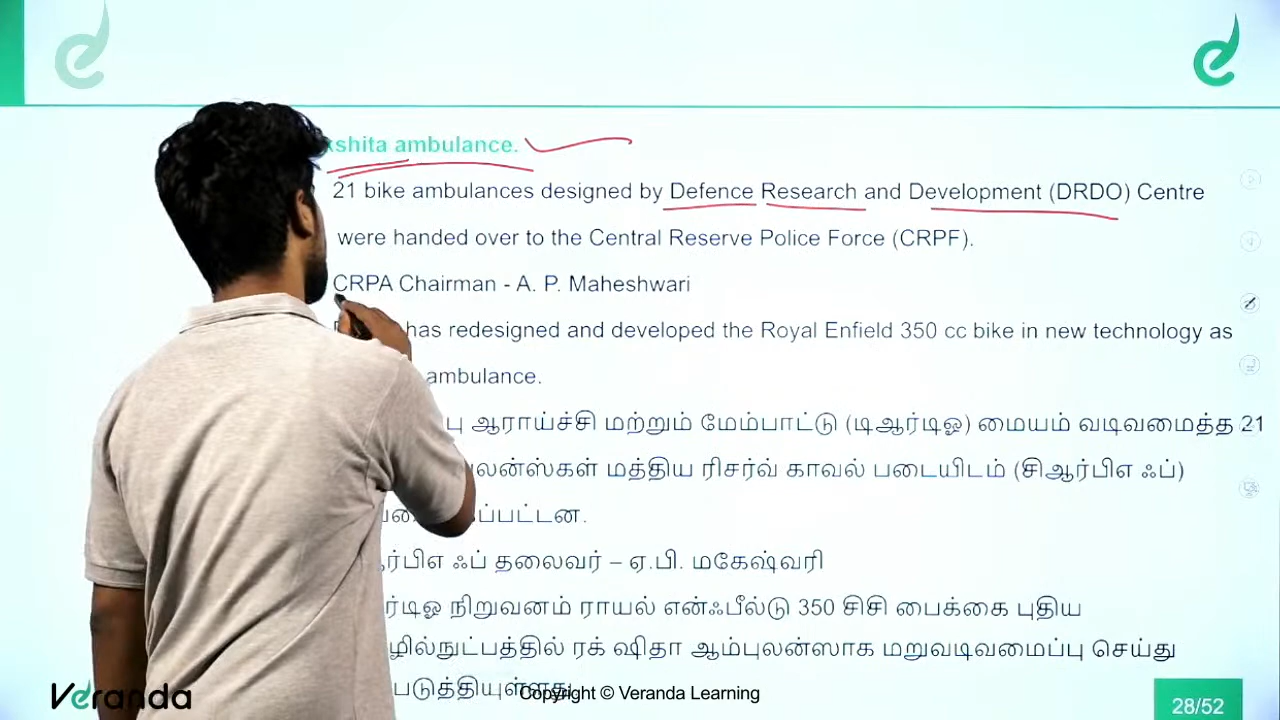 kshita ambulance.
21 bike ambulances designed by Defence Research and Development (DRDO) Centre
were handed over to the Central Reserve Police Force (CRPF).
CRPA Chairman - A. P. Maheshwari
has redesigned and developed the Royal Enfield 350 cc bike in new technology as
ambulance.
ஆராய்ச்சி மற்றும் மேம்பாட்டு (டிஆர்டிஓ) மையம் வடிவமைத்த 21
மத்திய ரிசர்வ் காவல் படையிடம் (சிஆர்பிஎ ஃப்)
ப்பட்டன.
ஃப் தலைவர் – ஏ.பி. மகேஷ்வரி
நிறுவனம் ராயல் என்ஃபீல்டு 350 சிசி பைக்கை புதிய
ரக் ஷிதா ஆம்புலன்ஸாக மறுவடிவமைப்பு செய்து
Veranda
Copyright © Veranda Learning
28/52